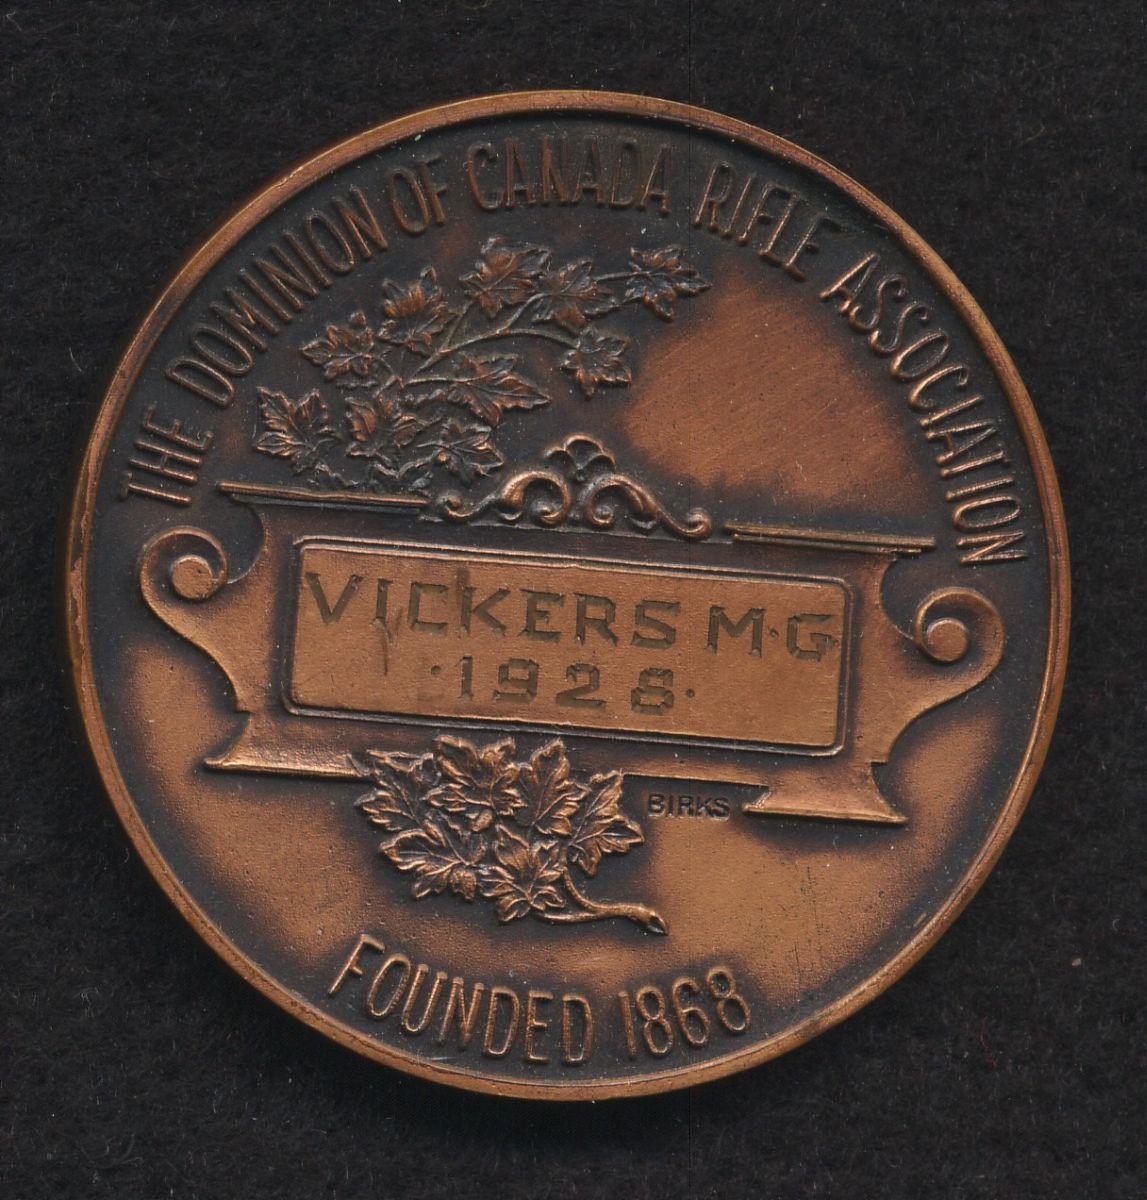 THE DOMINION OF CANADA RIFLE ASSOCIATION
VICKERS M·G
·1928·
BIRKS
FOUNDED 1868